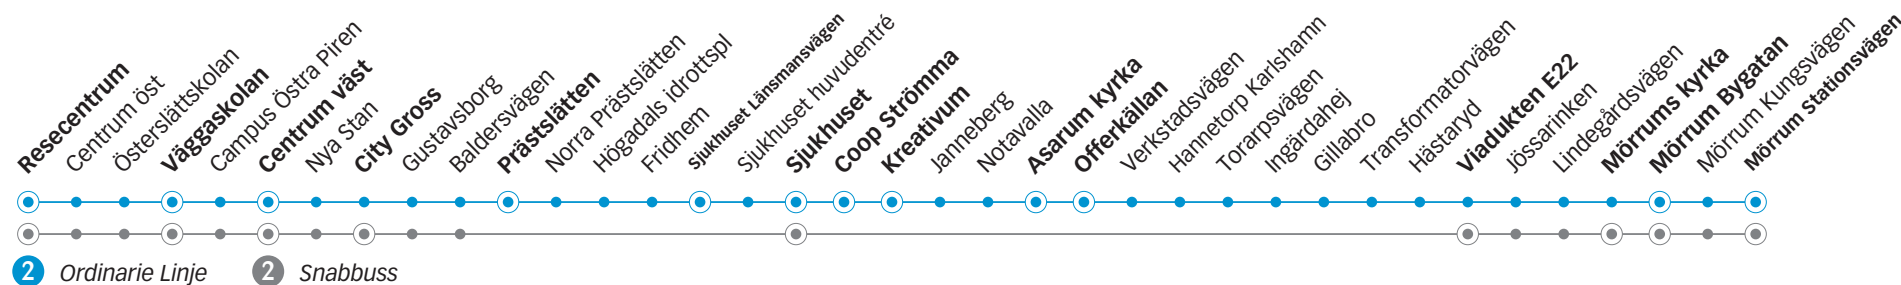 Resecentrum
Centrum öst
Österslättskolan
Väggaskolan
Campus Östra Piren
Centrum väst
Nya Stan
City Gross
Gustavsborg
Baldersvägen
Prästslätten
Norra Prästslätten
Högadals idrottspl
Fridhem
Sjukhuset Länsmansvägen
Sjukhuset huvudentré
Sjukhuset
Coop Strömma
Kreativum
Janneberg
Notavalla
Asarum kyrka
Offerkällan
Verkstadsvägen
Hannetorp Karlshamn
Torarpsvägen
Ingärdahej
Gillabro
Transformatorvägen
Hästaryd
Viadukten E22
Jössarinken
Lindegårdsvägen
Mörrums kyrka
Mörrum Bygatan
Mörrum Kungsvägen
Mörrum Stationsvägen
2 Ordinarie Linje 2 Snabbuss